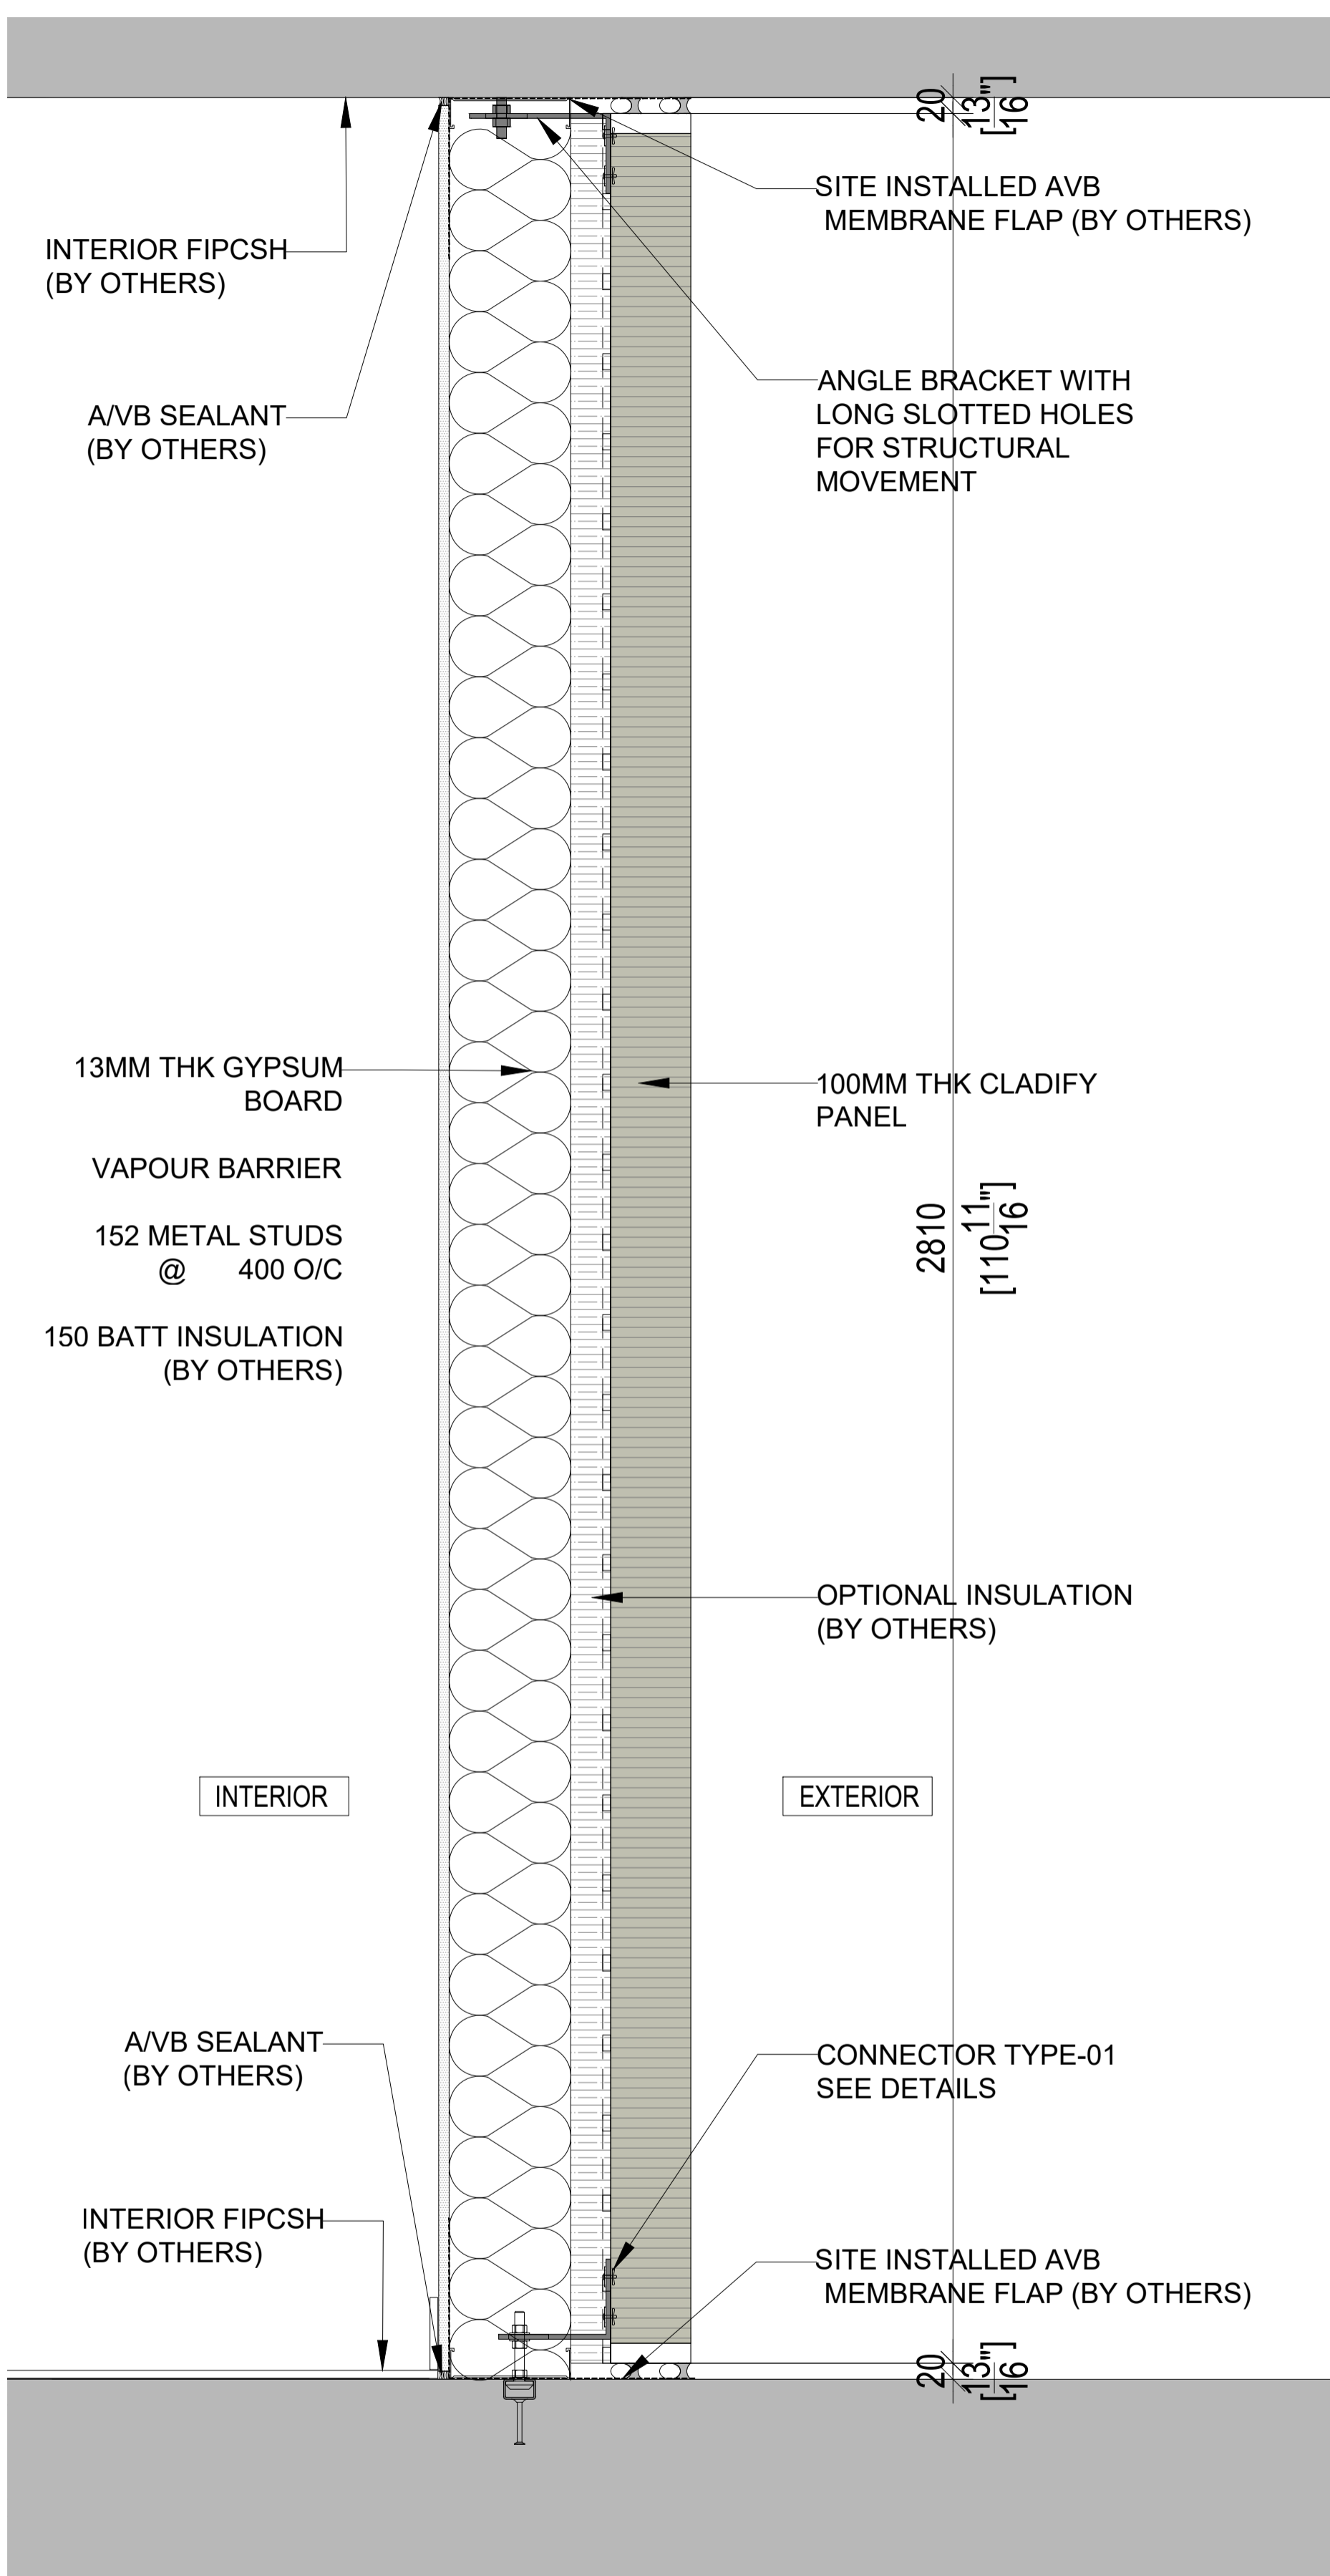 20
[13"
16]
SITE INSTALLED AVB
MEMBRANE FLAP (BY OTHERS)
INTERIOR FIPCSH
(BY OTHERS)
ANGLE BRACKET WITH
LONG SLOTTED HOLES
FOR STRUCTURAL
MOVEMENT
A/VB SEALANT
(BY OTHERS)
13MM THK GYPSUM
BOARD
VAPOUR BARRIER
152 METAL STUDS
@ 400 O/C
150 BATT INSULATION
(BY OTHERS)
100MM THK CLADIFY
PANEL
2810
[110 11"
16]
OPTIONAL INSULATION
(BY OTHERS)
INTERIOR
EXTERIOR
A/VB SEALANT
(BY OTHERS)
CONNECTOR TYPE-01
SEE DETAILS
INTERIOR FIPCSH
(BY OTHERS)
SITE INSTALLED AVB
MEMBRANE FLAP (BY OTHERS)
20
[13"
16]